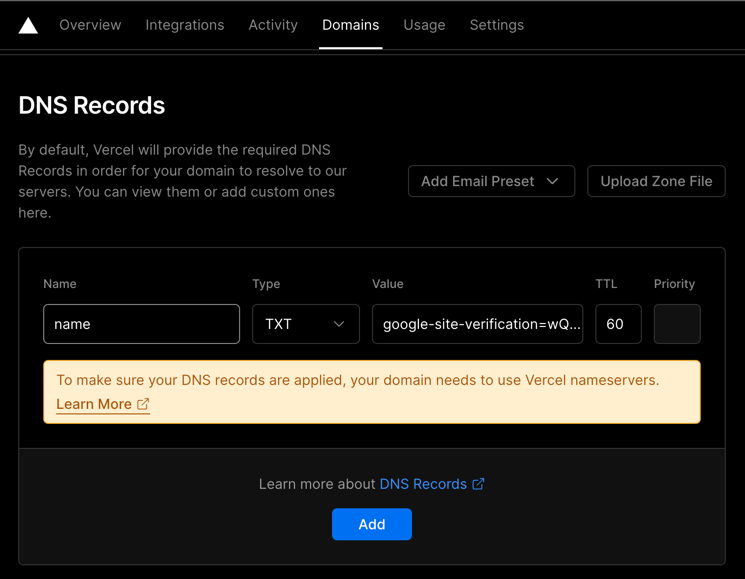 Overview Integrations Activity Domains Usage Settings
DNS Records
By default, Vercel will provide the required DNS
Records in order for your domain to resolve to our
servers. You can view them or add custom ones
here.
Add Email Preset
Upload Zone File
Name Type Value TTL Priority
name TXT google-site-verification=wQ... 60
To make sure your DNS records are applied, your domain needs to use Vercel nameservers.
Learn More
Learn more about DNS Records
Add